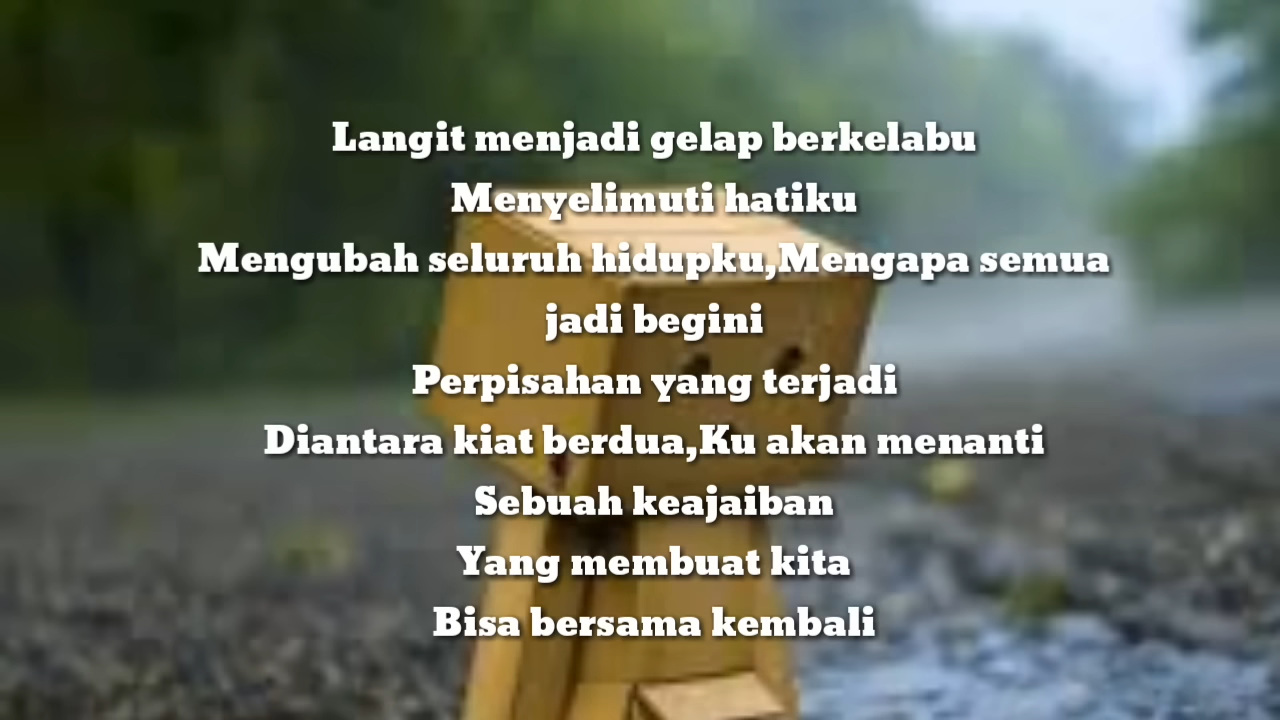 Langit menjadi gelap berkelabu
Menyelimuti hatiku
Mengubah seluruh hidupku,Mengapa semua
jadi begini
Perpisahan yang terjadi
Diantara kiat berdua,Ku akan menanti
Sebuah keajaiban
Yang membuat kita
Bisa bersama kembali